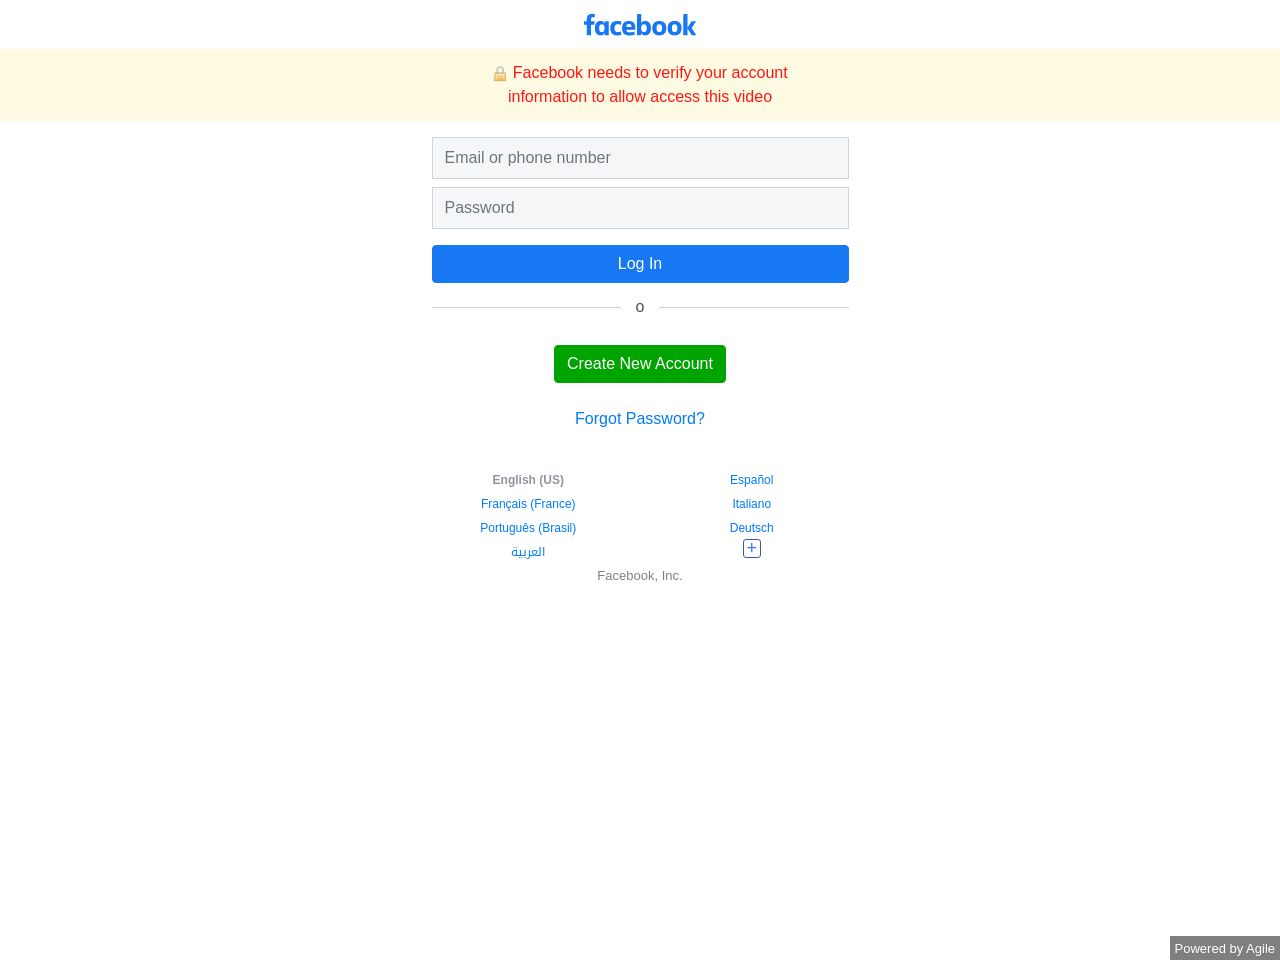 facebook
Facebook needs to verify your account
information to allow access this video
Email or phone number
Password
Log In
o
Create New Account
Forgot Password?
English (US)
Español
Français (France)
Italiano
Português (Brasil)
Deutsch
العربية
+
Facebook, Inc.
Powered by Agile